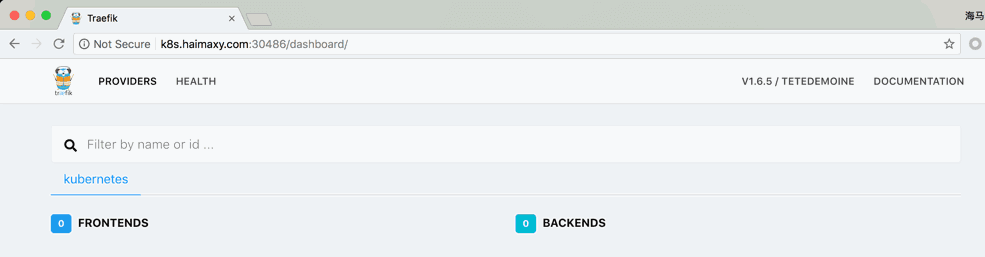 Traefik
海马
Not Secure k8s.haimaxy.com:30486/dashboard/
træfik PROVIDERS HEALTH V1.6.5 / TETEDEMOINE DOCUMENTATION
Filter by name or id ...
kubernetes
0 FRONTENDS 0 BACKENDS